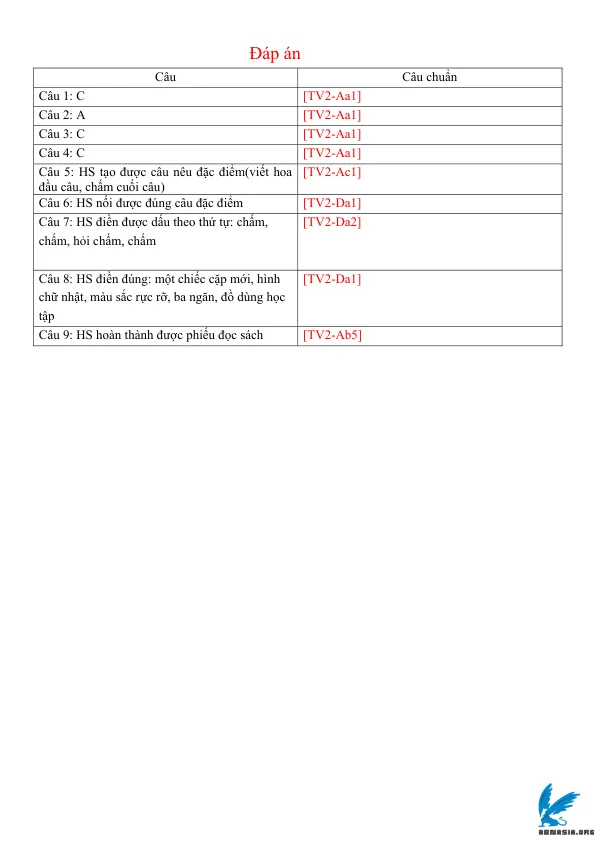 Đáp án
Câu
Câu chuẩn
Câu 1: C
[TV2-Aa1]
Câu 2: A
[TV2-Aa1]
Câu 3: C
[TV2-Aa1]
Câu 4: C
[TV2-Aa1]
Câu 5: HS tạo được câu nêu đặc điểm(viết hoa
đầu câu, chấm cuối câu)
[TV2-Ac1]
Câu 6: HS nối được đúng câu đặc điểm
[TV2-Da1]
Câu 7: HS điền được dấu theo thứ tự: chấm,
chấm, hỏi chấm, chấm
[TV2-Da2]
Câu 8: HS điền đúng: một chiếc cặp mới, hình
chữ nhật, màu sắc rực rỡ, ba ngăn, đồ dùng học
tập
[TV2-Da1]
Câu 9: HS hoàn thành được phiếu đọc sách
[TV2-Ab5]
ABNASIA.ORG